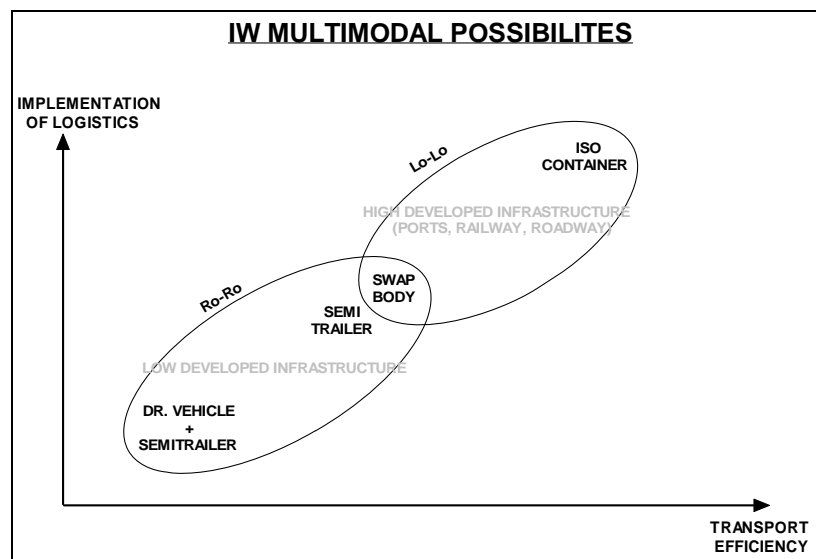 IW MULTIMODAL POSSIBILITES
IMPLEMENTATION
OF LOGISTICS
Lo-Lo
ISO
CONTAINER
HIGH DEVELOPED INFRASTRUCTURE
(PORTS, RAILWAY, ROADWAY)
Ro-Ro
SWAP
BODY
SEMI
TRAILER
LOW DEVELOPED INFRASTRUCTURE
DR. VEHICLE
+
SEMITRAILER
TRANSPORT
EFFICIENCY